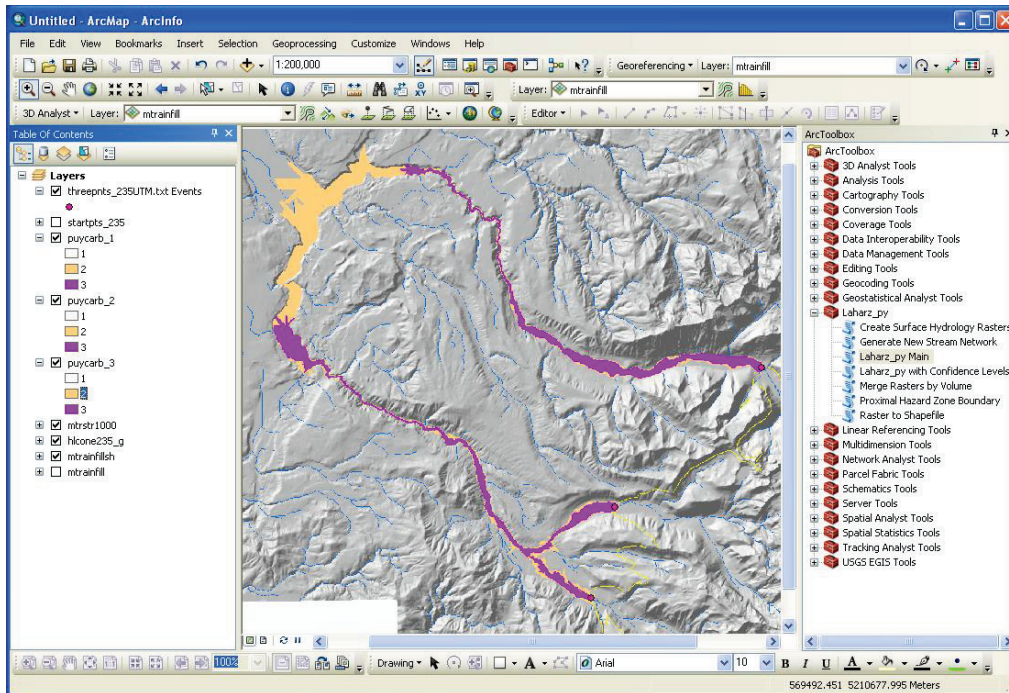 Untitled - ArcMap - ArcInfo
File Edit View Bookmarks Insert Selection Geoprocessing Customize Windows Help
1:200,000 Georeferencing Layer: mtrainfill
Layer: mtrainfill
3D Analyst Layer: mtrainfill Editor
Table Of Contents
Layers
threepnts_235UTM.txt Events
startpts_235
puycarb_1
1
2
3
puycarb_2
1
2
3
puycarb_3
1
2
3
mtrstr1000
hlcone235_g
mtrainfillsh
mtrainfill
ArcToolbox
ArcToolbox
3D Analyst Tools
Analysis Tools
Cartography Tools
Conversion Tools
Coverage Tools
Data Interoperability Tools
Data Management Tools
Editing Tools
Geocoding Tools
Geostatistical Analyst Tools
Laharz_py
Create Surface Hydrology Rasters
Generate New Stream Network
Laharz_py Main
Laharz_py with Confidence Levels
Merge Rasters by Volume
Proximal Hazard Zone Boundary
Raster to Shapefile
Linear Referencing Tools
Multidimension Tools
Network Analyst Tools
Parcel Fabric Tools
Schematics Tools
Server Tools
Spatial Analyst Tools
Spatial Statistics Tools
Tracking Analyst Tools
USGS EGIS Tools
100% Drawing A Arial 10 B I U A
569492.451 5210677.995 Meters